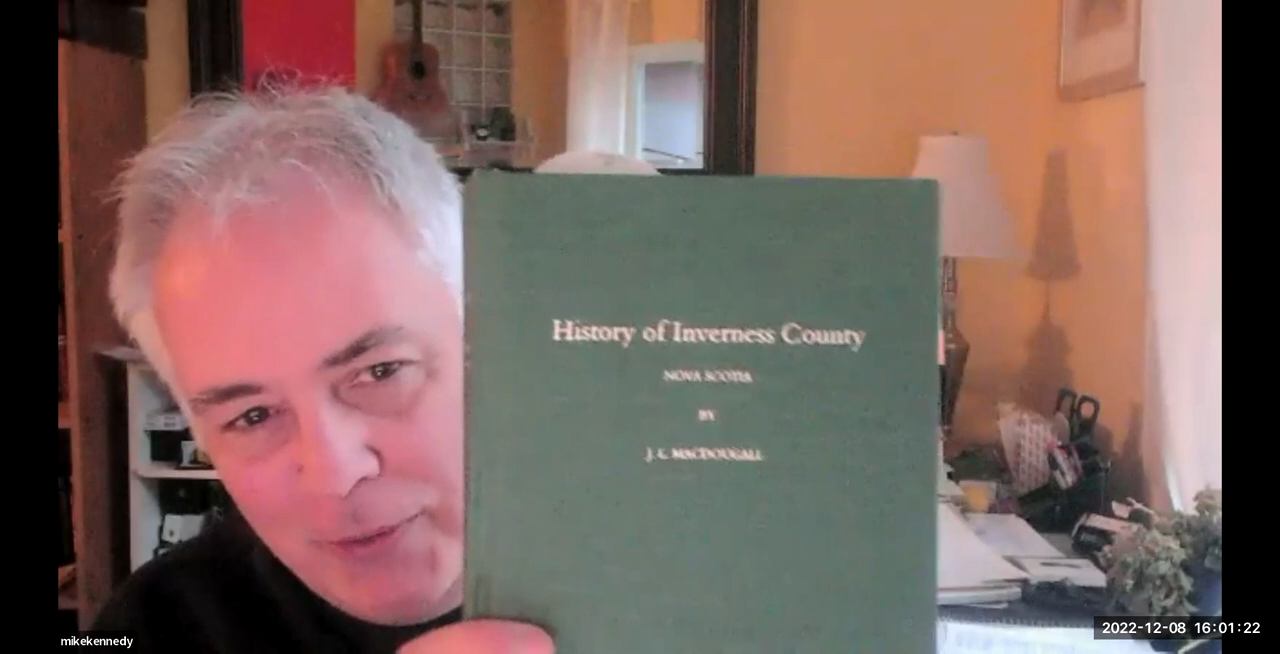 History of Inverness County
NOVA SCOTIA
BY
J. L. MACDOUGALL
mikekennedy
2022-12-08 16:01:22